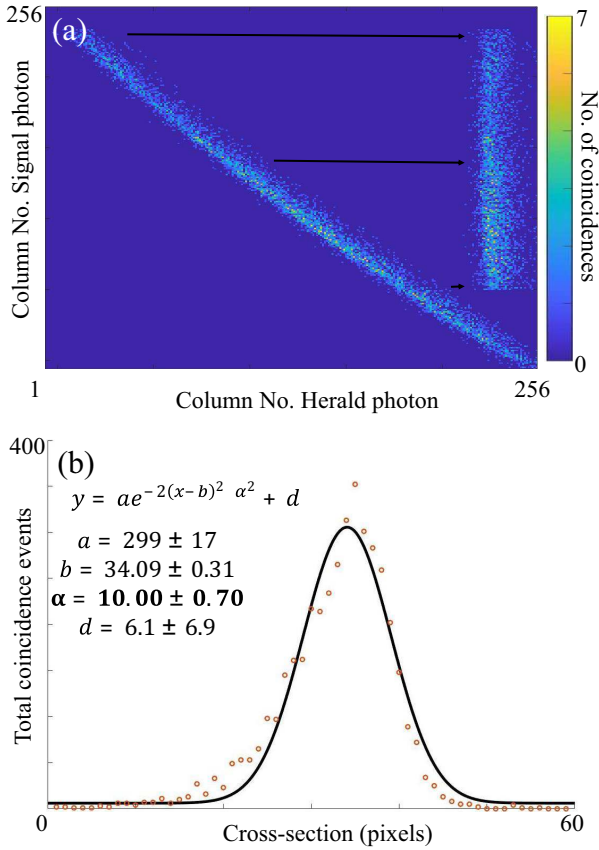 256
(a)
7
Column No. Signal photon
No. of coincidences
0
1
256
Column No. Herald photon
400
(b)
y = ae^{-2(x-b)^2 α^2} + d
a = 299 ± 17
b = 34.09 ± 0.31
α = 10.00 ± 0.70
d = 6.1 ± 6.9
Total coincidence events
0
60
Cross-section (pixels)